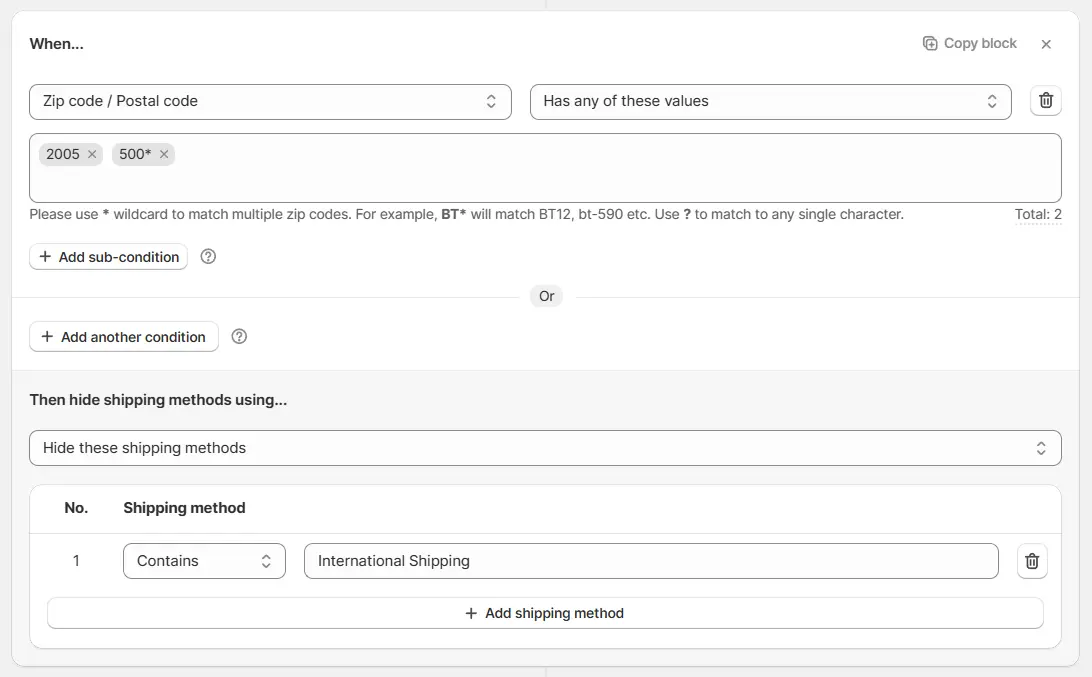 When...
Copy block
Zip code / Postal code
Has any of these values
2005
500*
Please use * wildcard to match multiple zip codes. For example, BT* will match BT12, bt-590 etc. Use ? to match to any single character.
Total: 2
+ Add sub-condition
Or
+ Add another condition
Then hide shipping methods using...
Hide these shipping methods
No. Shipping method
1 Contains International Shipping
+ Add shipping method